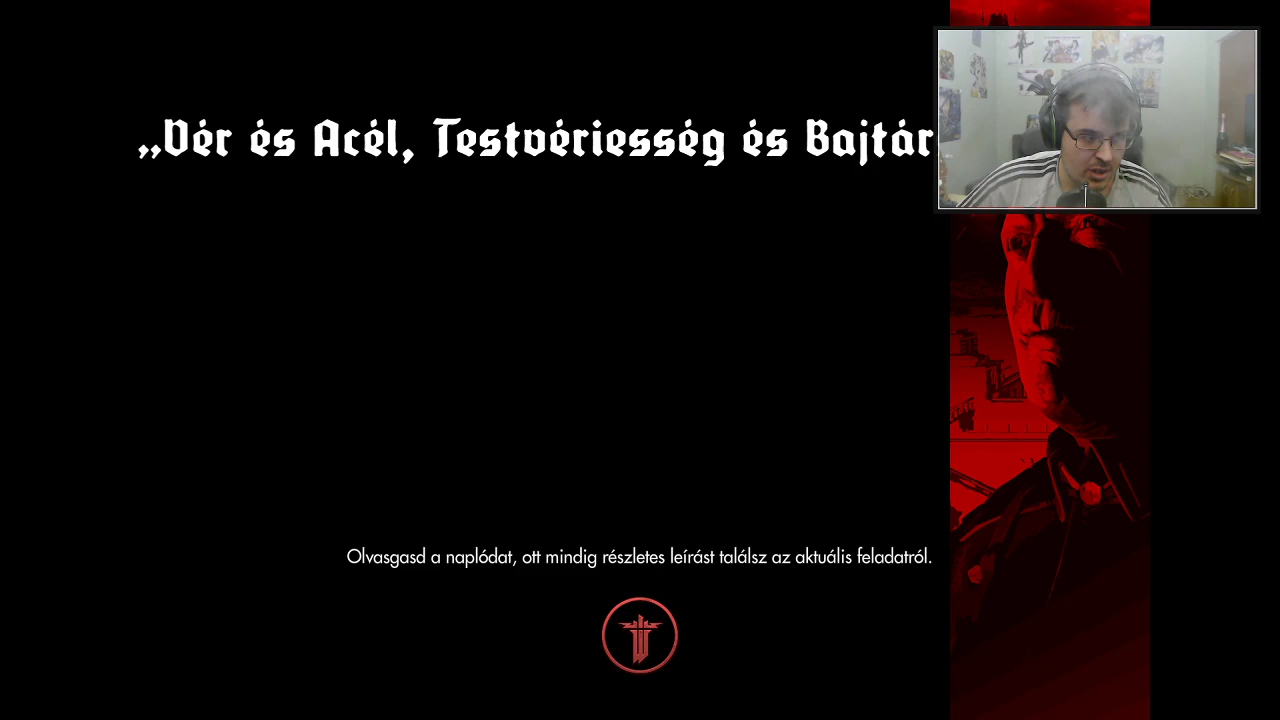 „Vér és Acél, Testvériesség és Bajtár
Olvasgasd a naplódat, ott mindig részletes leírást találsz az aktuális feladatról.